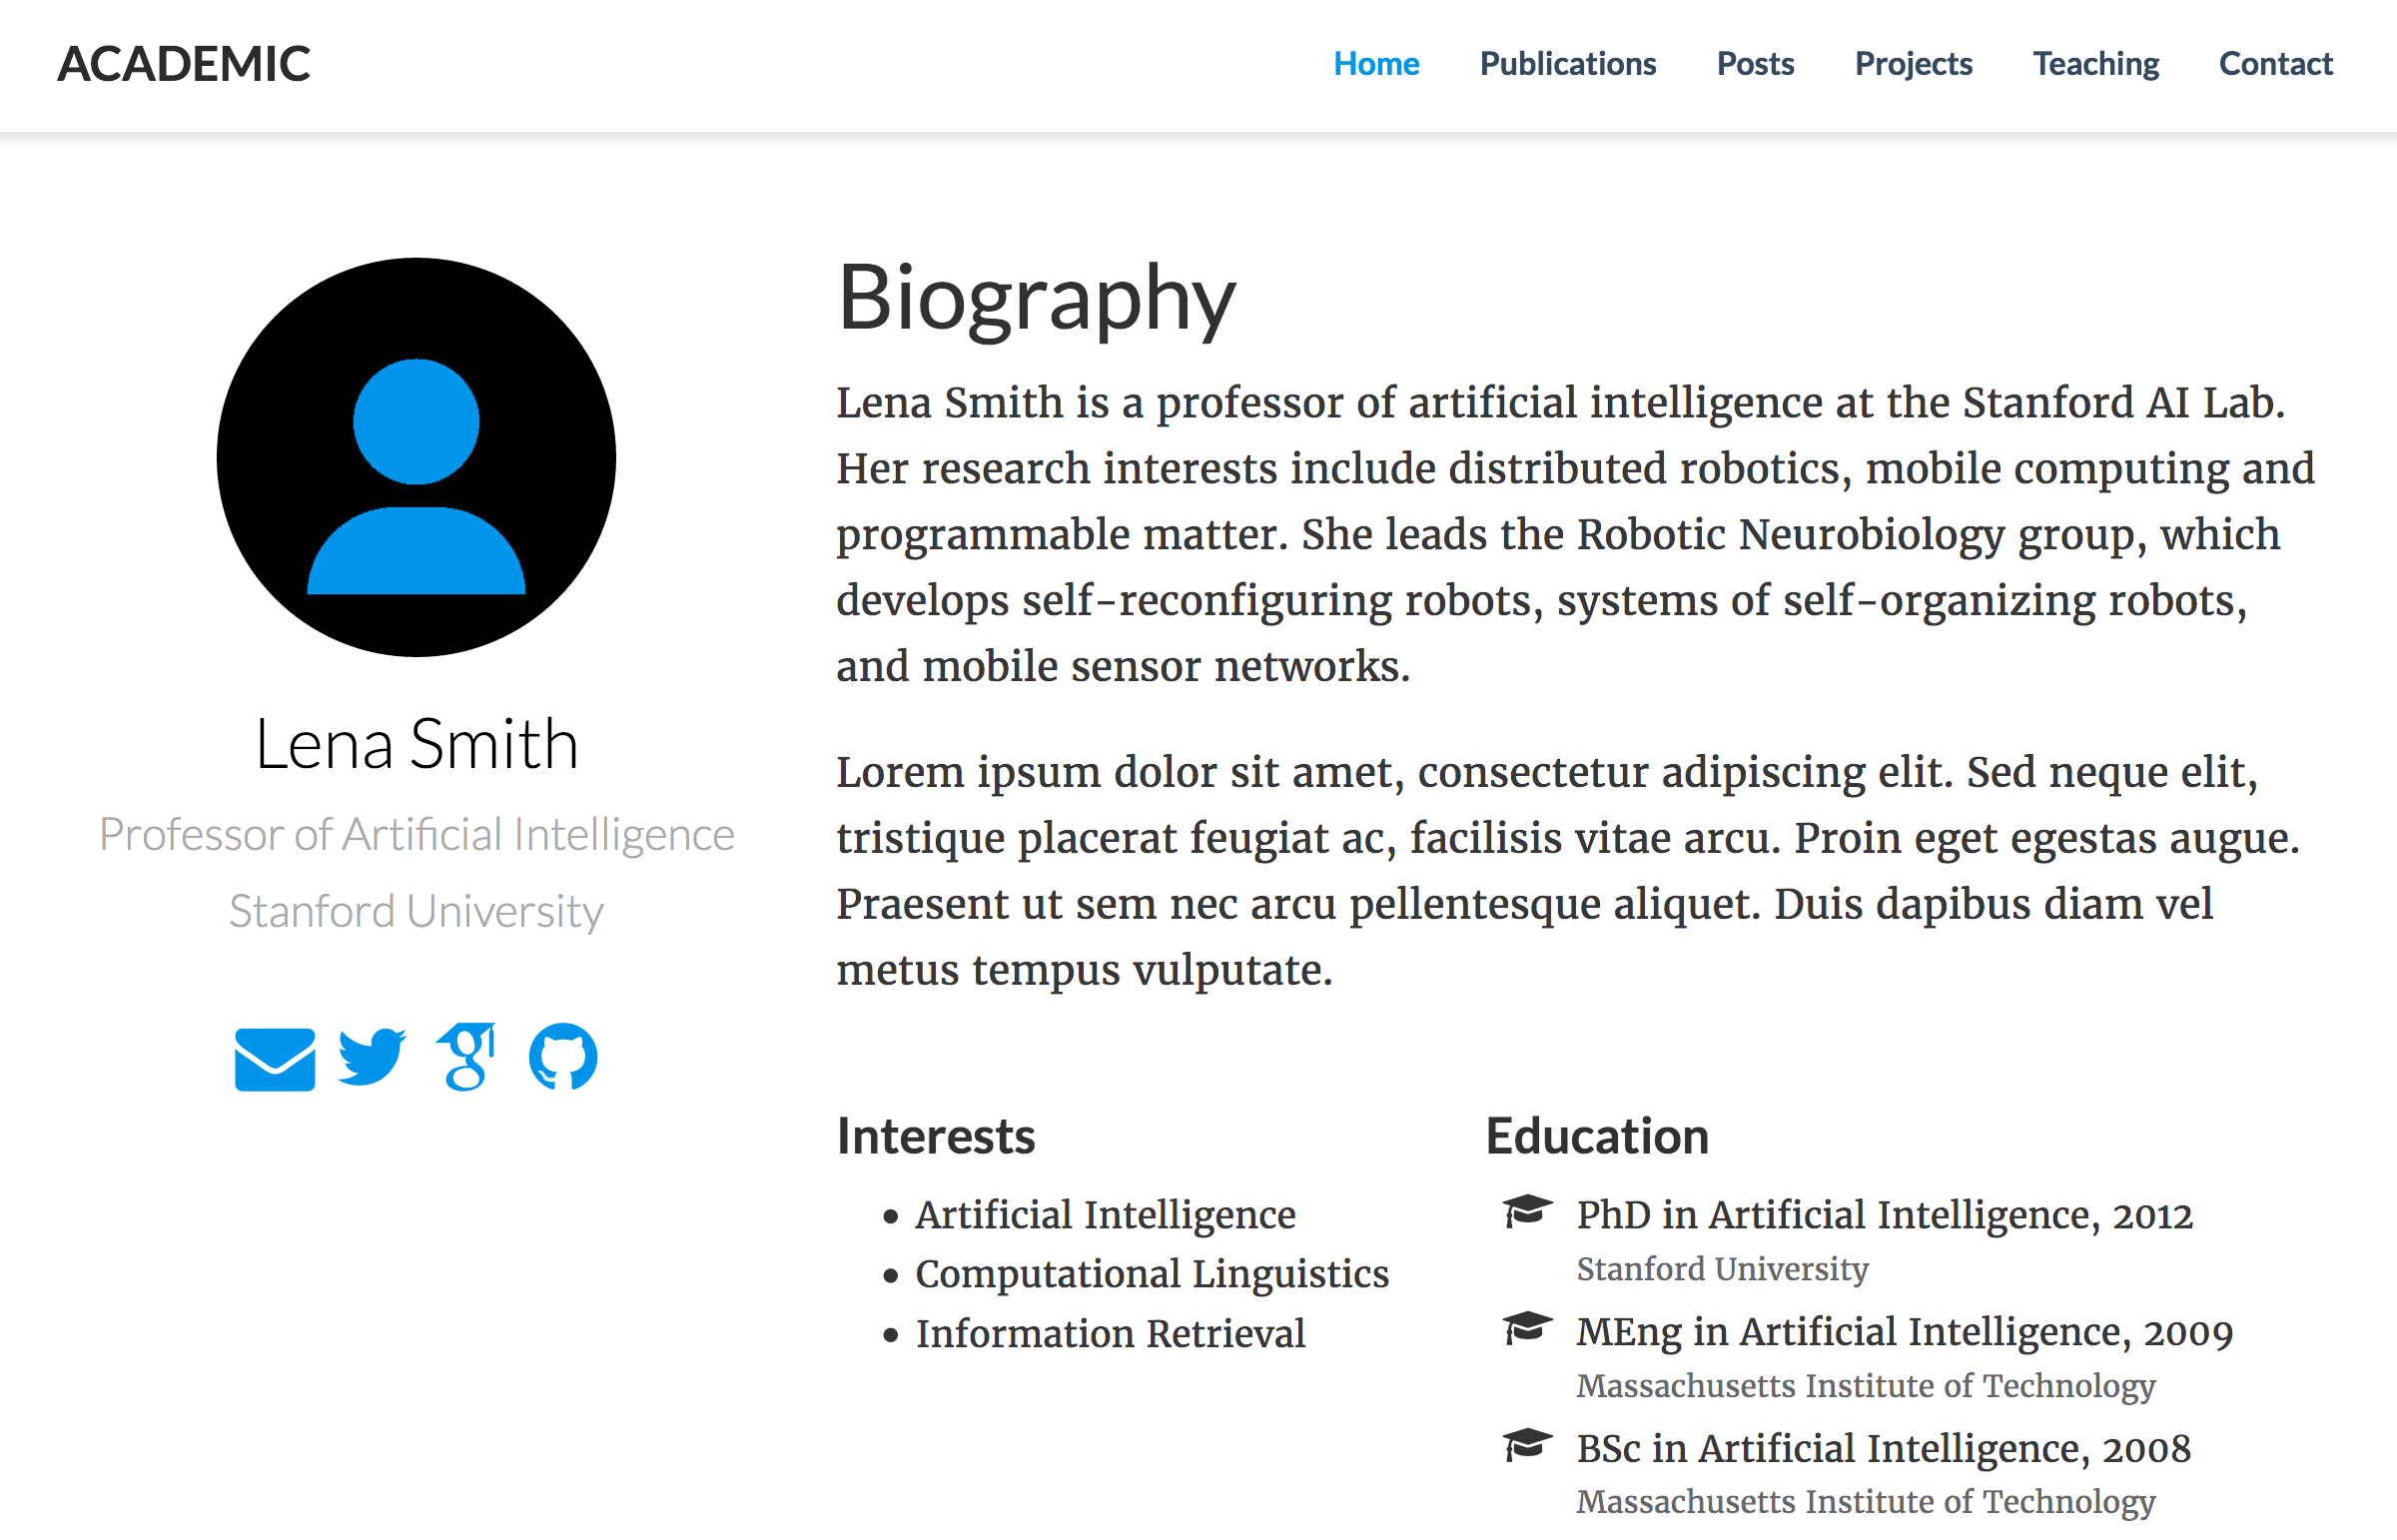 ACADEMIC
Home Publications Posts Projects Teaching Contact
Lena Smith
Professor of Artificial Intelligence
Stanford University
Biography
Lena Smith is a professor of artificial intelligence at the Stanford AI Lab.
Her research interests include distributed robotics, mobile computing and
programmable matter. She leads the Robotic Neurobiology group, which
develops self-reconfiguring robots, systems of self-organizing robots,
and mobile sensor networks.
Lorem ipsum dolor sit amet, consectetur adipiscing elit. Sed neque elit,
tristique placerat feugiat ac, facilisis vitae arcu. Proin eget egestas augue.
Praesent ut sem nec arcu pellentesque aliquet. Duis dapibus diam vel
metus tempus vulputate.
Interests
Artificial Intelligence
Computational Linguistics
Information Retrieval
Education
PhD in Artificial Intelligence, 2012
Stanford University
MEng in Artificial Intelligence, 2009
Massachusetts Institute of Technology
BSc in Artificial Intelligence, 2008
Massachusetts Institute of Technology